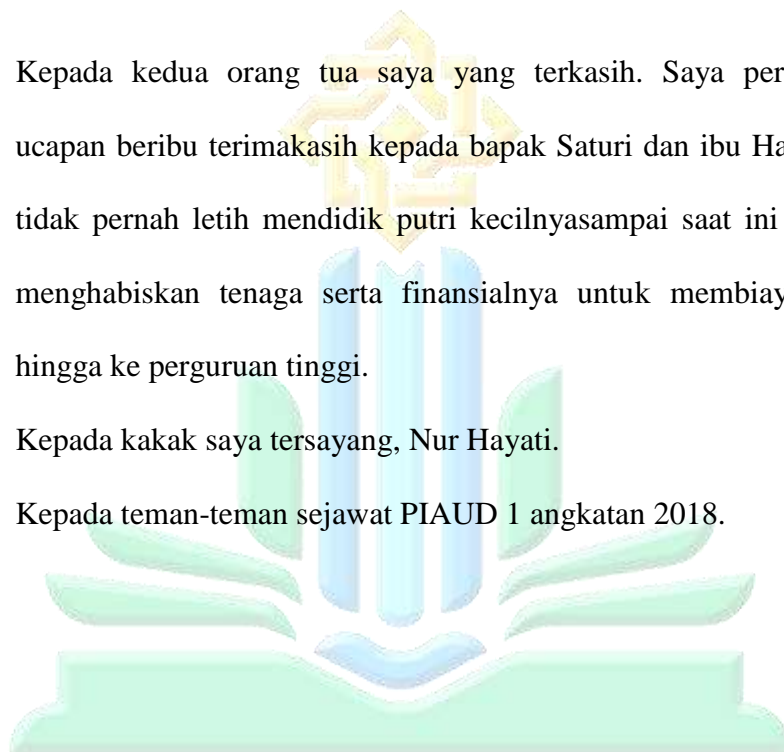 Kepada kedua orang tua saya yang terkasih. Saya per
ucapan beribu terimakasih kepada bapak Saturi dan ibu Ha
tidak pernah letih mendidik putri kecilnyasampai saat ini
menghabiskan tenaga serta finansialnya untuk membiay
hingga ke perguruan tinggi.
Kepada kakak saya tersayang, Nur Hayati.
Kepada teman-teman sejawat PIAUD 1 angkatan 2018.